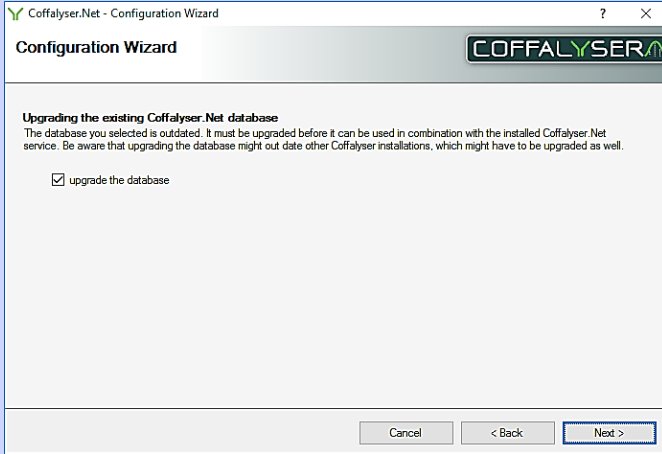 Coffalyser.Net - Configuration Wizard
Configuration Wizard
COFFALYSER
Upgrading the existing Coffalyser.Net database
The database you selected is outdated. It must be upgraded before it can be used in combination with the installed Coffalyser.Net
service. Be aware that upgrading the database might out date other Coffalyser installations, which might have to be upgraded as well.
upgrade the database
Cancel
< Back
Next >